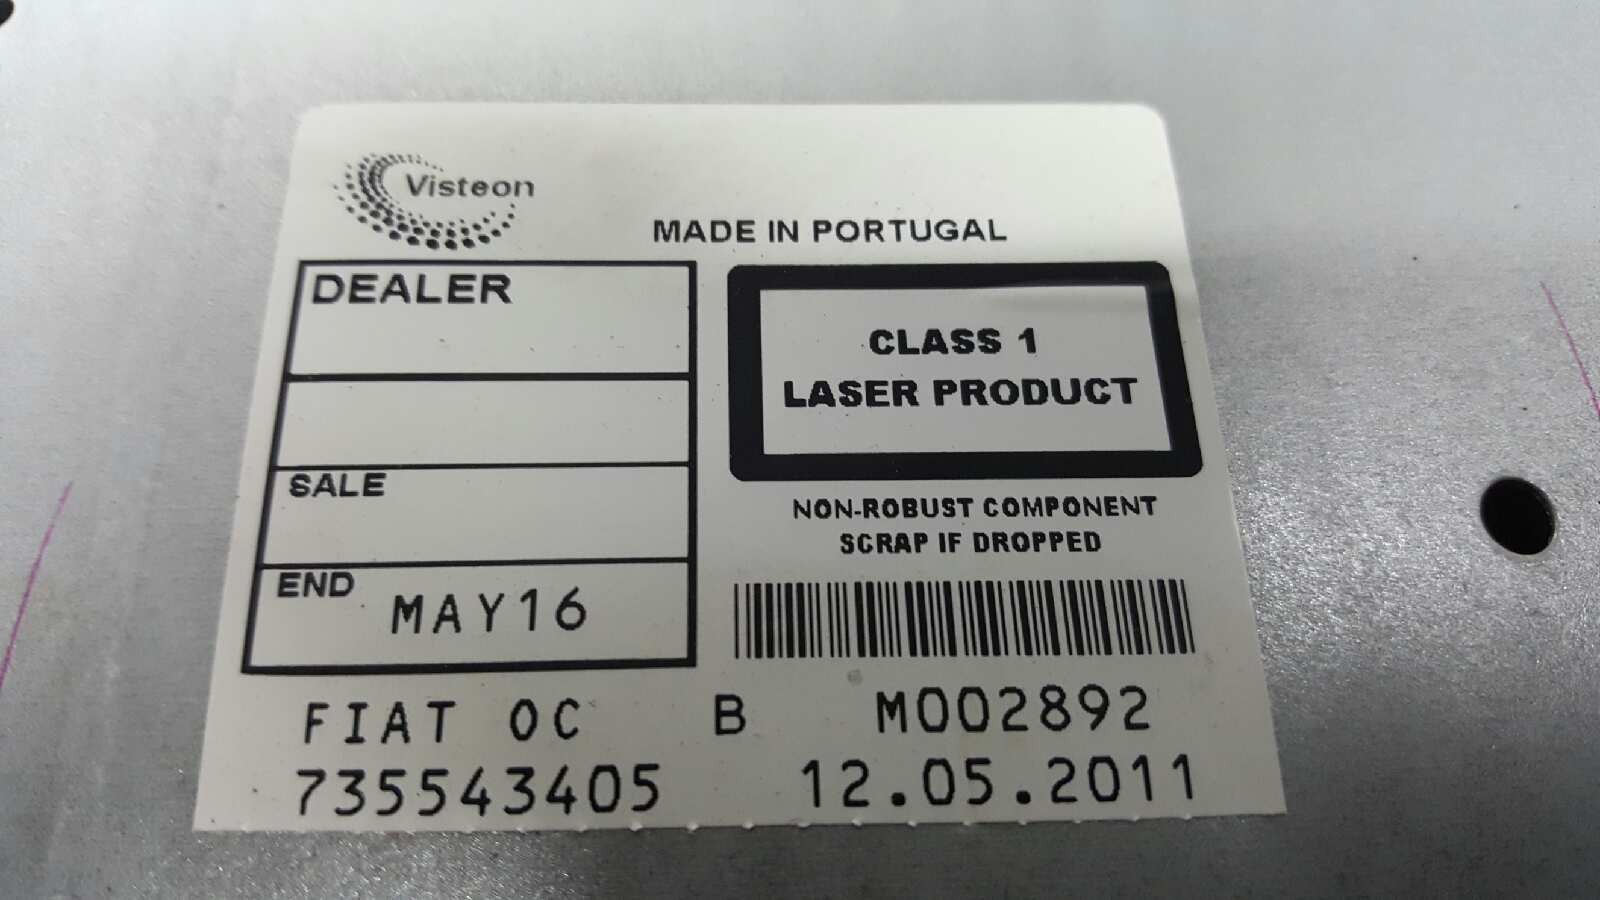 Visteon
MADE IN PORTUGAL
DEALER
CLASS 1
LASER PRODUCT
SALE
NON-ROBUST COMPONENT
SCRAP IF DROPPED
END MAY16
FIAT OC B M002892
735543405 12.05.2011